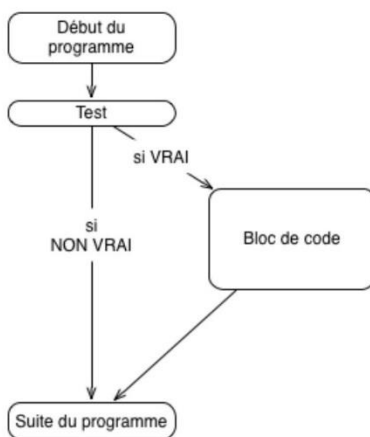 Début du
programme
Test
si VRAI
si
NON VRAI
Bloc de code
Suite du programme